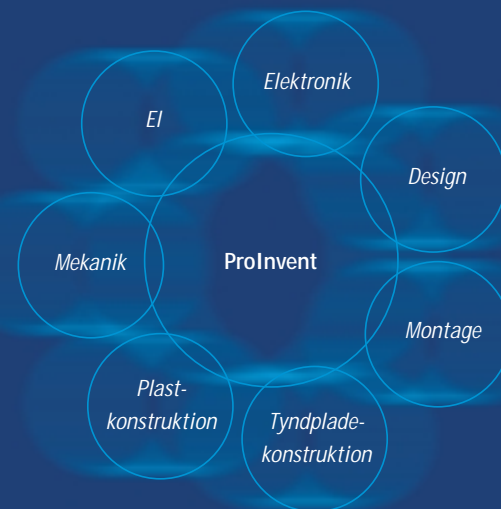 Elektronik
El
Design
Mekanik
ProInvent
Montage
Plast-
konstruktion
Tyndplade-
konstruktion